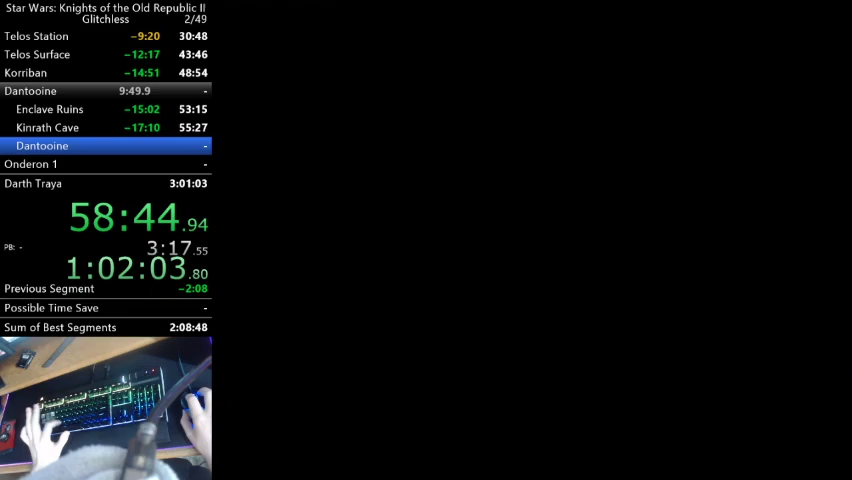 Star Wars: Knights of the Old Republic II
Glitchless 2/49
Telos Station −9:20 30:48
Telos Surface −12:17 43:46
Korriban −14:51 48:54
Dantooine 9:49.9 -
Enclave Ruins −15:02 53:15
Kinrath Cave −17:10 55:27
Dantooine -
Onderon 1 -
Darth Traya 3:01:03
58:44.94
PB: - 3:17.55
1:02:03.80
Previous Segment −2:08
Possible Time Save -
Sum of Best Segments 2:08:48